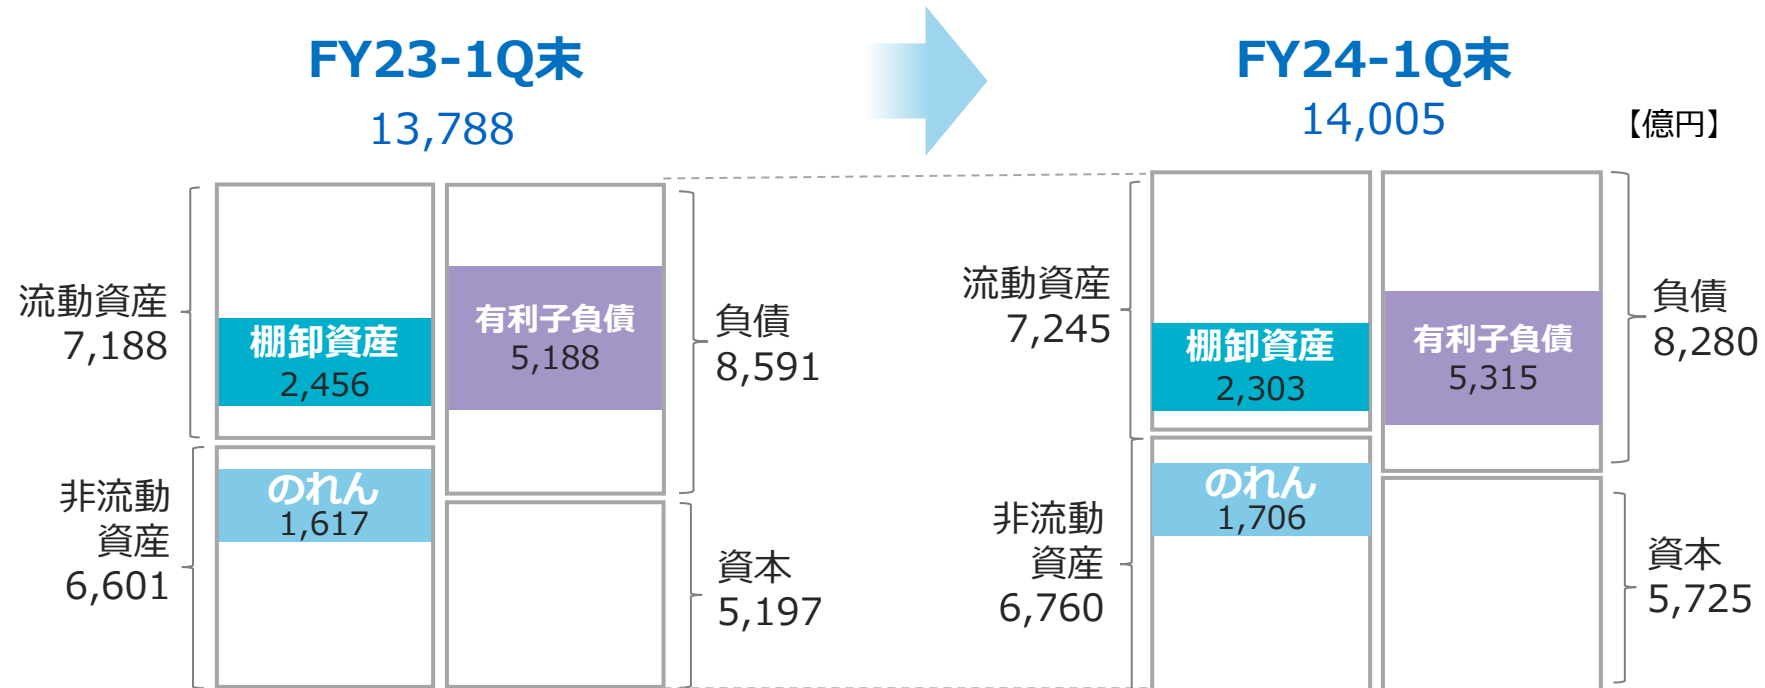 FY23-1Q末
13,788
流動資産
7,188
棚卸資産
2,456
有利子負債
5,188
負債
8,591
非流動
資産
6,601
のれん
1,617
資本
5,197
FY24-1Q末
14,005
【億円】
流動資産
7,245
棚卸資産
2,303
有利子負債
5,315
負債
8,280
非流動
資産
6,760
のれん
1,706
資本
5,725